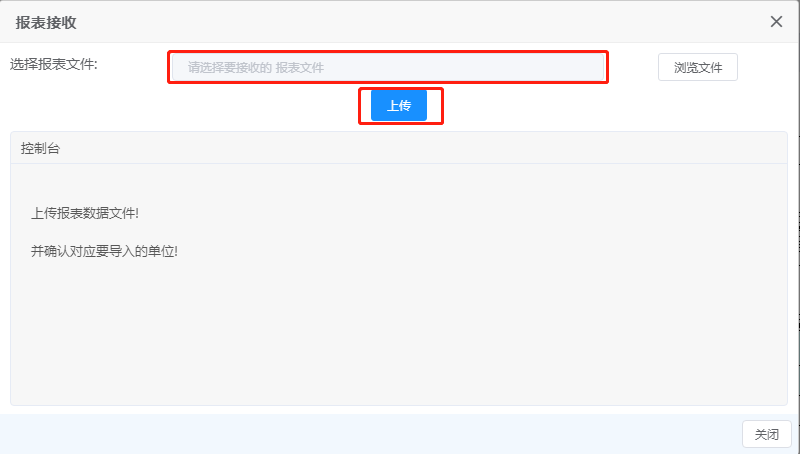 报表接收
选择报表文件:
请选择要接收的 报表文件
浏览文件
上传
控制台
上传报表数据文件!
并确认对应要导入的单位!
关闭